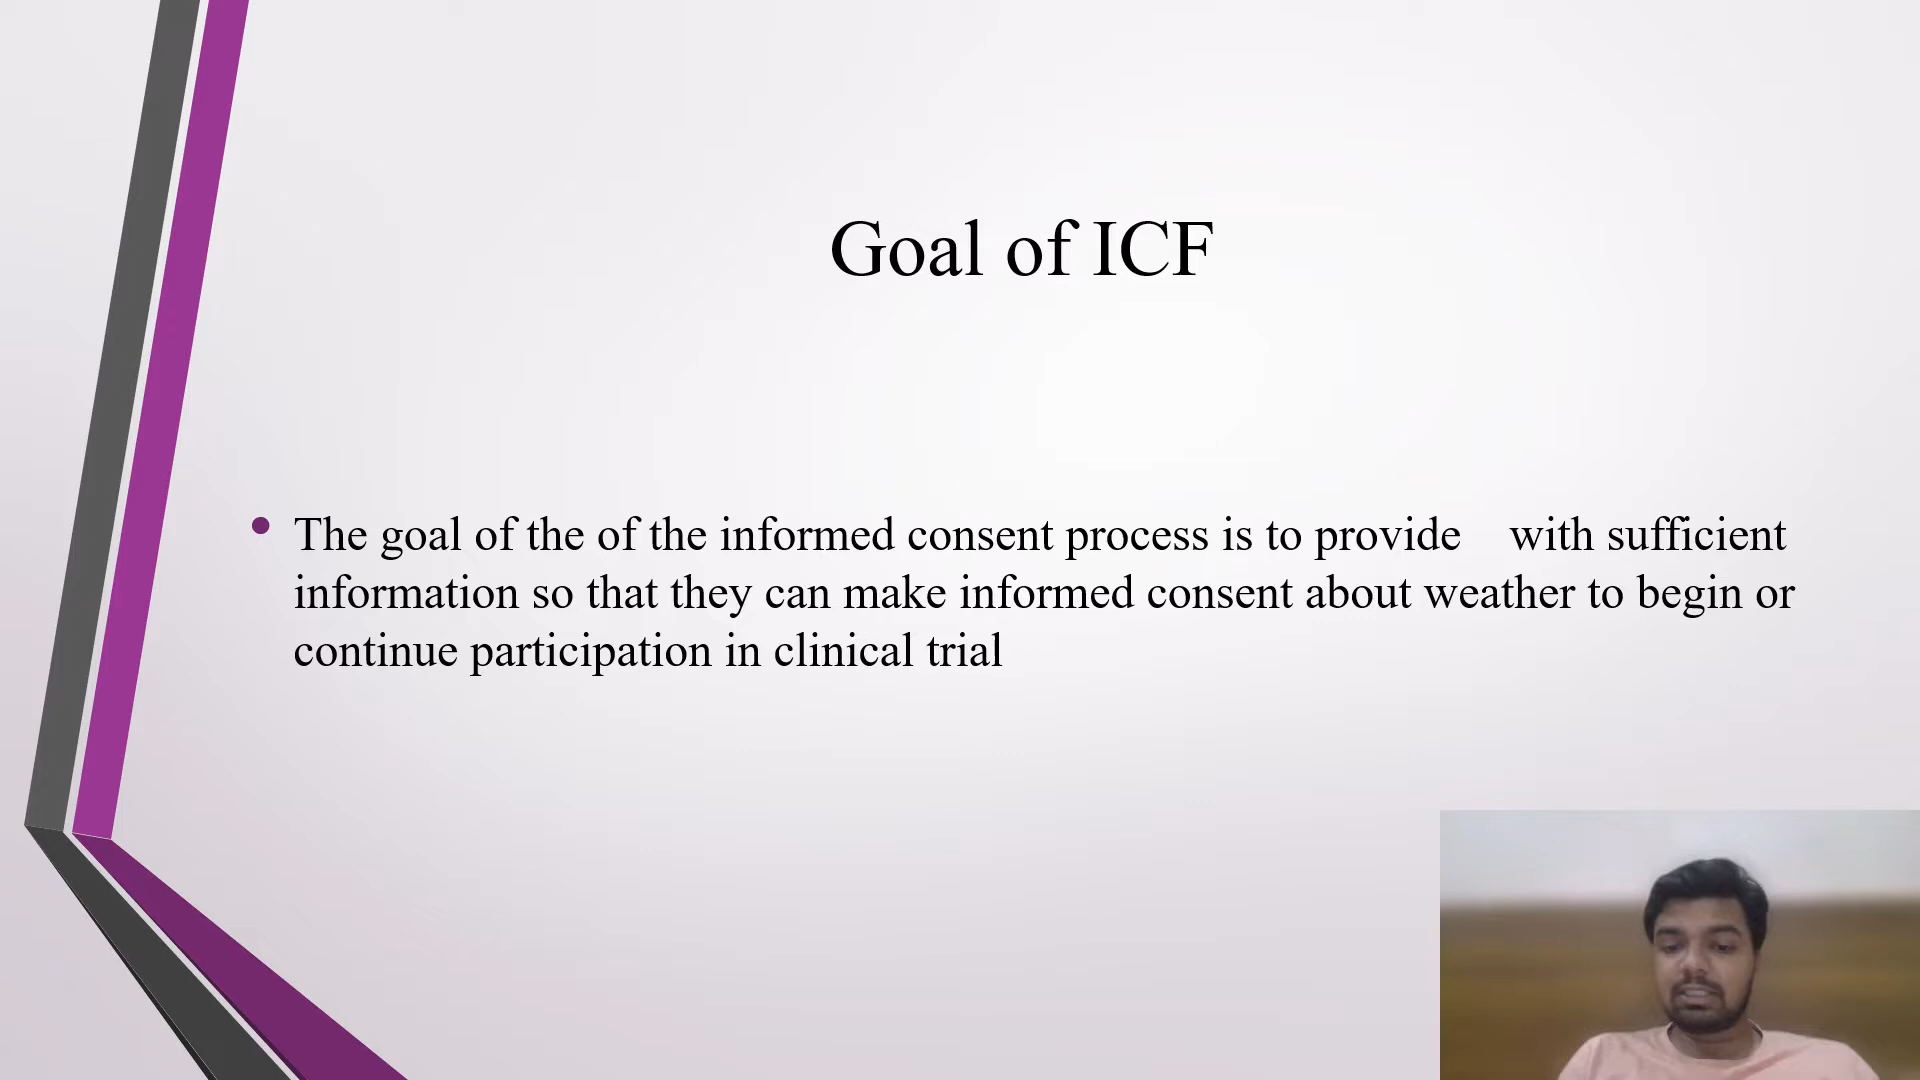 Goal of ICF
• The goal of the of the informed consent process is to provide    with sufficient
information so that they can make informed consent about weather to begin or
continue participation in clinical trial